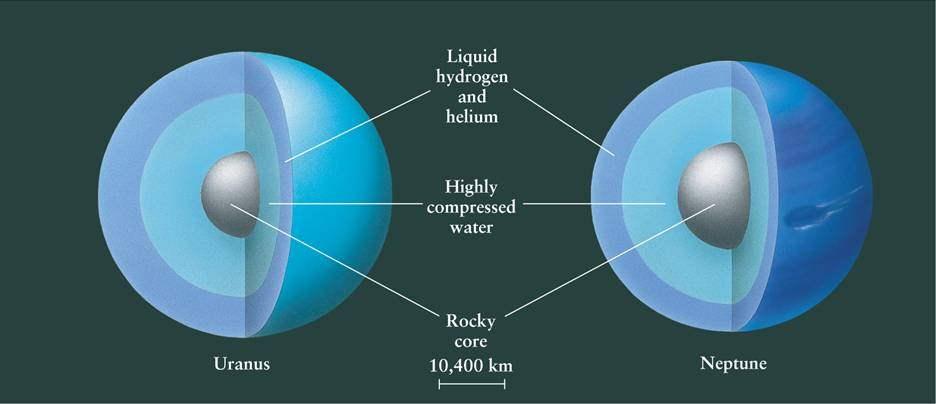 Liquid
hydrogen
and
helium
Highly
compressed
water
Rocky
core
10,400 km
Uranus
Neptune